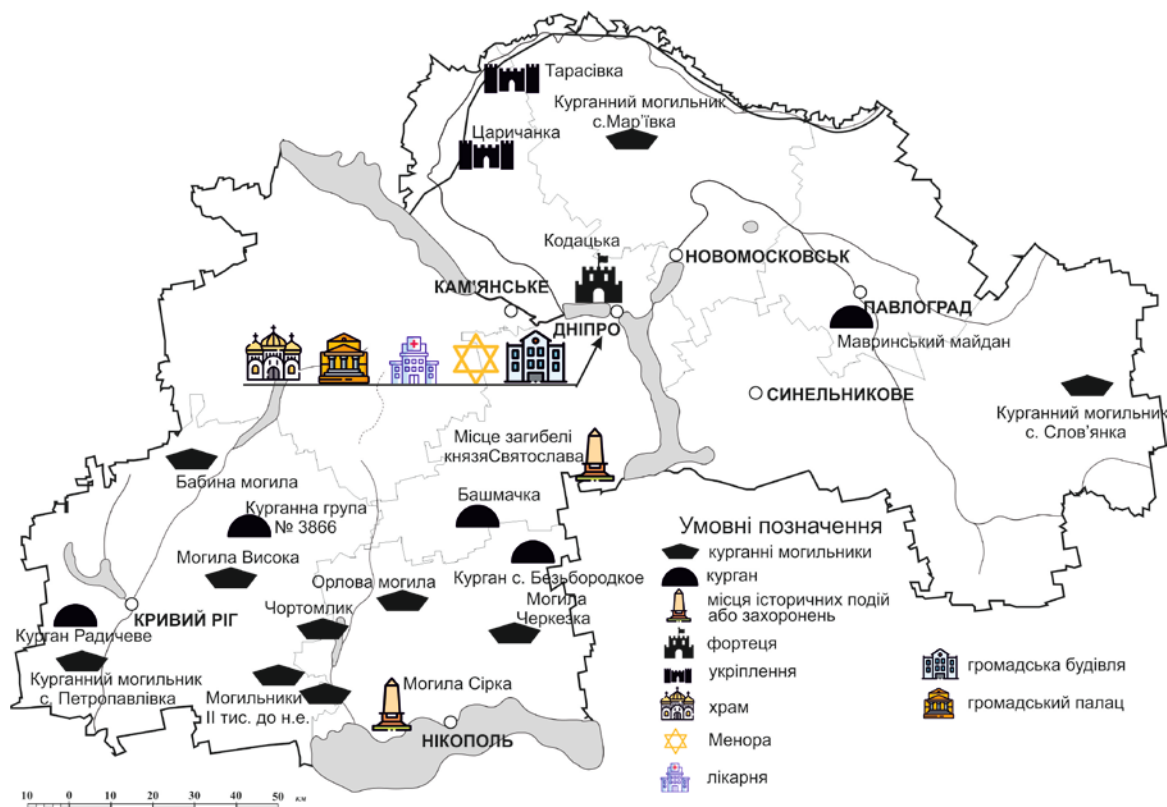 Тарасівка
Курганний могильник
с.Мар'ївка
Царичанка
Кодацька
НОВОМОСКОВСЬК
КАМ'ЯНСЬКЕ
ПАВЛОГРАД
ДНІПРО
Мавринський майдан
СИНЕЛЬНИКОВЕ
Курганний могильник
с. Слов'янка
Місце загибелі
князяСвятослава
Бабина могила
Башмачка
Курганна група
№ 3866
Могила Висока
Орлова могила
Курган с. Безьбородкое
Могила
Черкезка
Чортомлик
КРИВИЙ РІГ
Курган Радичеве
Курганний могильник
с. Петропавлівка
Могильники
ІІ тис. до н.е.
Могила Сірка
НІКОПОЛЬ
Умовні позначення
курганні могильники
курган
місця історичних подій
або захоронень
фортеця
укріплення
храм
Менора
лікарня
громадська будівля
громадський палац
10 0 10 20 30 40 50 км